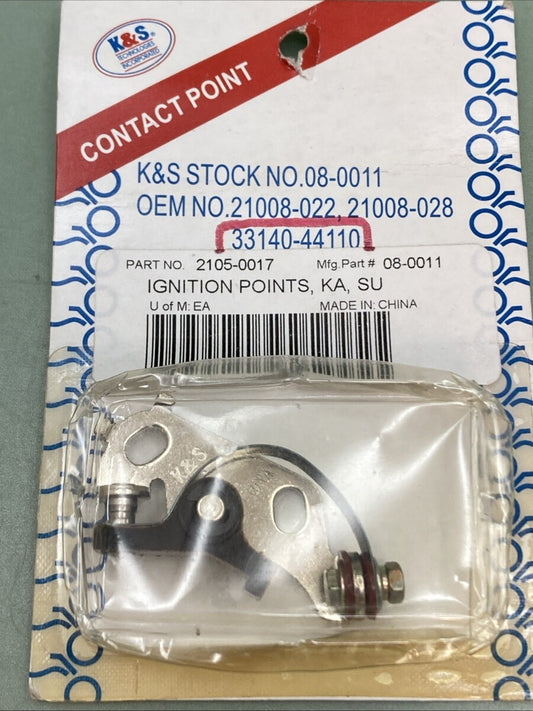 K&S®
TECHNOLOGIES
INCORPORATED
CONTACT POINT
K&S STOCK NO.08-0011
OEM NO.21008-022, 21008-028
33140-44110
PART NO. 2105-0017 Mfg.Part # 08-0011
IGNITION POINTS, KA, SU
U of M: EA MADE IN: CHINA
K&S